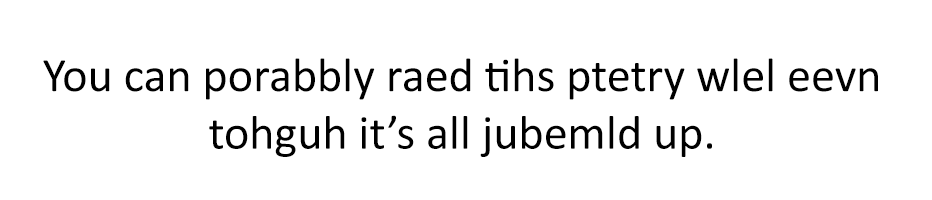 You can porabbly raed tihs ptetry wlel eevn
tohguh it’s all jubemld up.